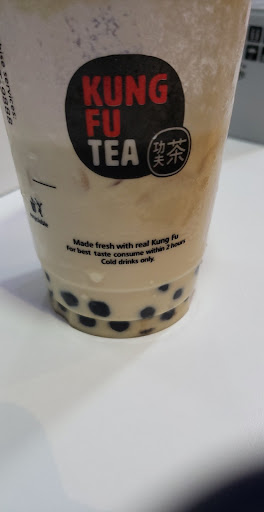 KUNG
FU
TEA
功夫
茶
Made fresh with real Kung Fu
for best taste consume within 2 hours
Cold drinks only.